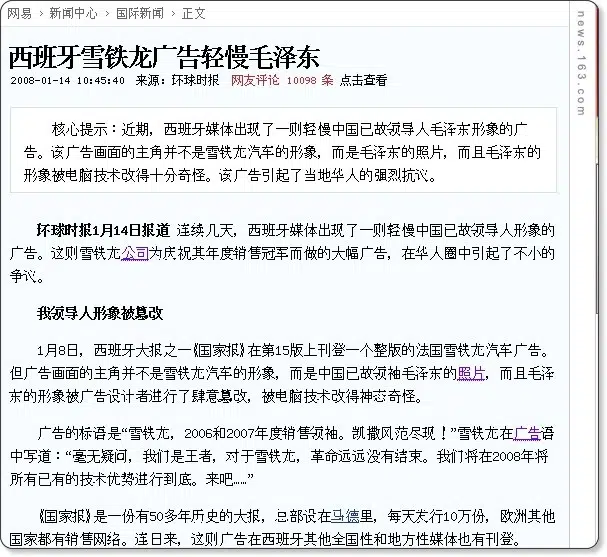 网易 > 新闻中心 > 国际新闻 > 正文
西班牙雪铁龙广告轻慢毛泽东
2008-01-14 10:45:40 来源：环球时报 网友评论 10098 条 点击查看
核心提示：近期，西班牙媒体出现了一则轻慢中国已故领导人毛泽东形象的广
告。该广告画面的主角并不是雪铁龙汽车的形象，而是毛泽东的照片，而且毛泽东的
形象被电脑技术改得十分奇怪。该广告引起了当地华人的强烈抗议。
环球时报1月14日报道 连续几天，西班牙媒体出现了一则轻慢中国已故领导人形象的
广告。这则雪铁龙公司为庆祝其年度销售冠军而做的大幅广告，在华人圈中引起了不小的
争议。
我领导人形象被篡改
1月8日，西班牙大报之一《国家报》在第15版上刊登一个整版的法国雪铁龙汽车广告。
但广告画面的主角并不是雪铁龙汽车的形象，而是中国已故领袖毛泽东的照片，而且毛泽
东的形象被广告设计者进行了肆意篡改，被电脑技术改得神态奇怪。
广告的标语是“雪铁龙，2006和2007年度销售领袖。凯撒风范尽现！”雪铁龙在广告语
中写道：“毫无疑问，我们是王者，对于雪铁龙，革命远远没有结束。我们将在2008年将
所有已有的技术优势进行到底。来吧……”
《国家报》是一份有50多年历史的大报，总部设在马德里，每天发行10万份，欧洲其他
国家都有销售网络。连日来，这则广告在西班牙其他全国性和地方性媒体也有刊登。
news.163.com